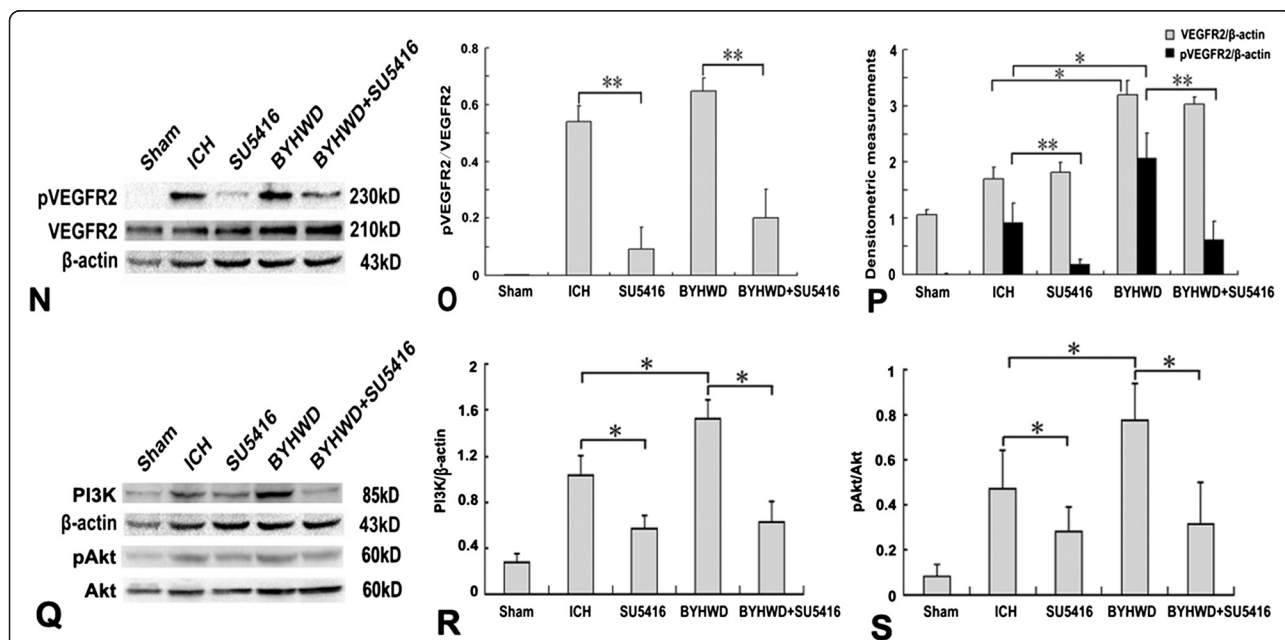 Sham ICH SU5416 BYHWD BYHWD+SU5416
pVEGFR2 230kD
VEGFR2 210kD
β-actin 43kD
N
pVEGFR2/VEGFR2
0.8
0.6
0.4
0.2
0
** **
Sham ICH SU5416 BYHWD BYHWD+SU5416
O
VEGFR2/β-actin
pVEGFR2/β-actin
Densitometric measurements
4
3
2
1
0
*
* **
**
Sham ICH SU5416 BYHWD BYHWD+SU5416
P
Sham ICH SU5416 BYHWD BYHWD+SU5416
PI3K 85kD
β-actin 43kD
pAkt 60kD
Akt 60kD
Q
PI3K/β-actin
2
1.6
1.2
0.8
0.4
0
*
*
*
Sham ICH SU5416 BYHWD BYHWD+SU5416
R
pAkt/Akt
1
0.8
0.6
0.4
0.2
0
* *
*
Sham ICH SU5416 BYHWD BYHWD+SU5416
S